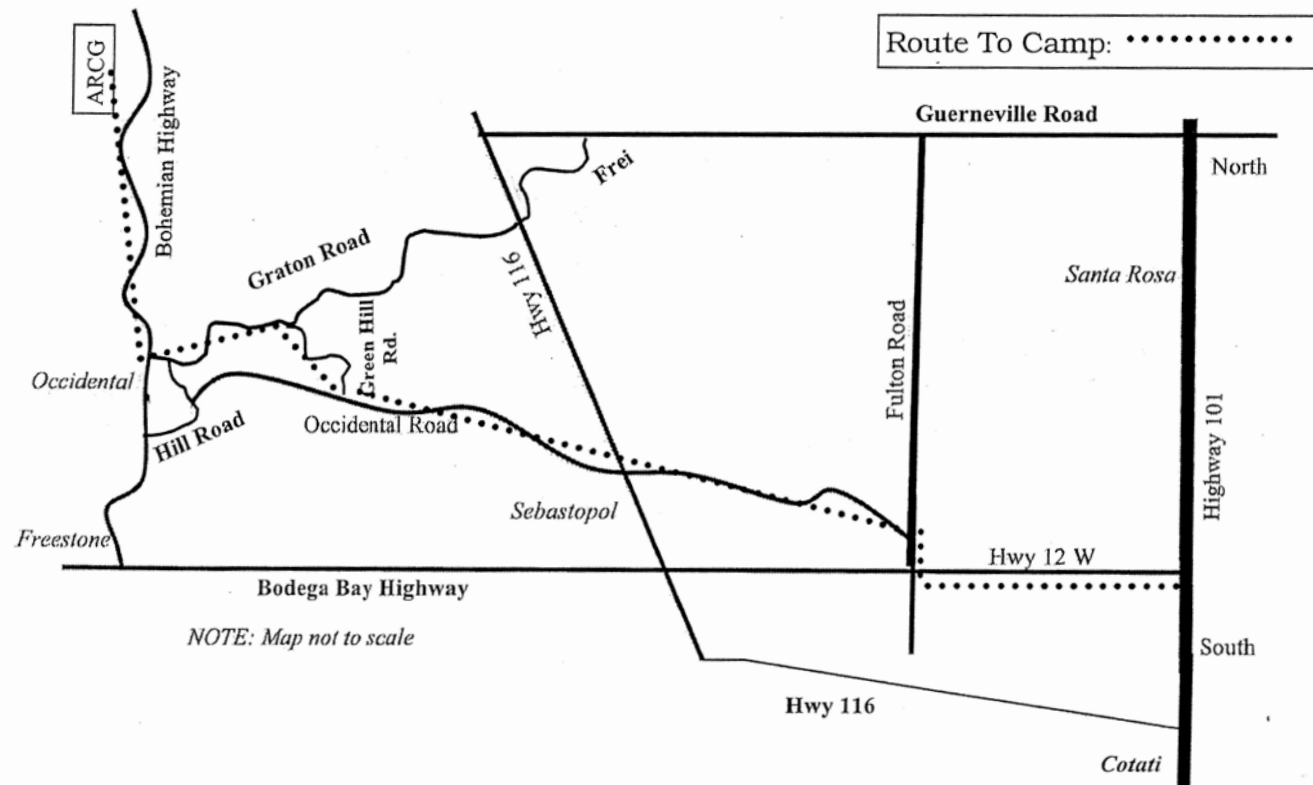 Route To Camp:
ARCG
Bohemian Highway
Guerneville Road
North
Frei
Graton Road
Hwy 116
Santa Rosa
Green Hill
Rd.
Fulton Road
Occidental
Hill Road
Occidental Road
Highway 101
Sebastopol
Freestone
Hwy 12 W
Bodega Bay Highway
NOTE: Map not to scale
South
Hwy 116
Cotati